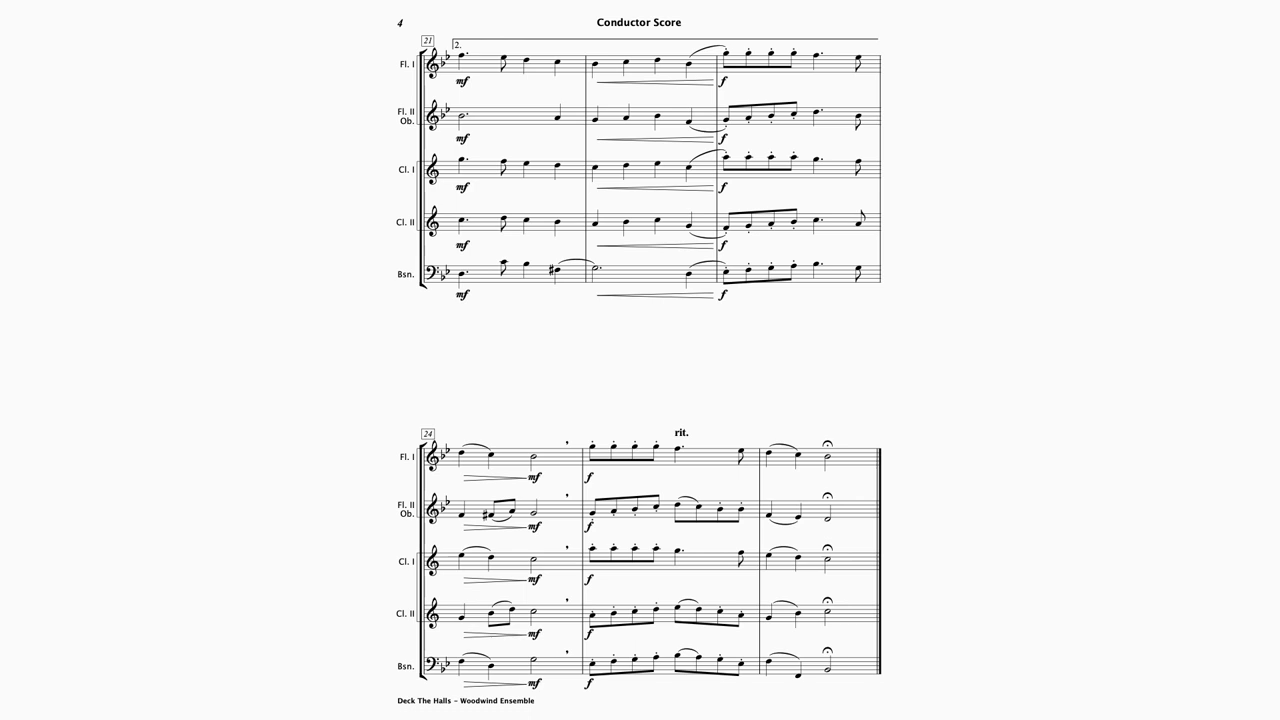 4
Conductor Score
21
2.
Fl. I
mf
f
Fl. II
Ob.
mf
f
Cl. I
mf
f
Cl. II
mf
f
Bsn.
mf
f
24
rit.
Fl. I
mf
f
Fl. II
Ob.
mf
f
Cl. I
mf
f
Cl. II
mf
f
Bsn.
mf
f
Deck The Halls – Woodwind Ensemble